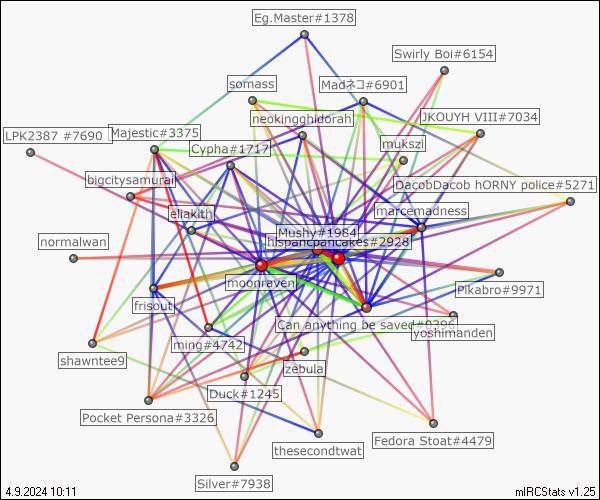 Eg.Master#1378
Swirly Boi#6154
somass
Madネコ#6901
neokingghidorah
JKOUYH VIII#7034
LPK2387 #7690
Majestic#3375
Cypha#1717
mukszi
bigcitysamurai
DacobDacob hORNY police#5271
eliakith
marcemadness
Mushy#1984
normalwan
hispancpancakes#2928
moonraven
Pikabro#9971
frisout
Can anything be saved#0396
yoshimanden
ming#4742
shawntee9
zebula
Duck#1245
Pocket Persona#3326
Fedora Stoat#4479
thesecondtwat
Silver#7938
4.9.2024 10:11
mIRCStats v1.25